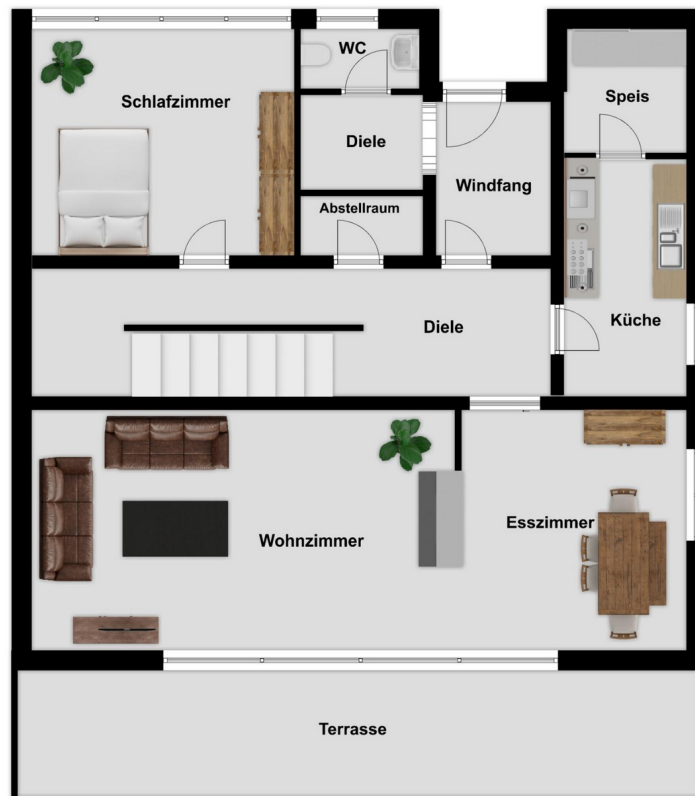 WC
Schlafzimmer
Speis
Diele
Windfang
Abstellraum
Diele
Küche
Esszimmer
Wohnzimmer
Terrasse